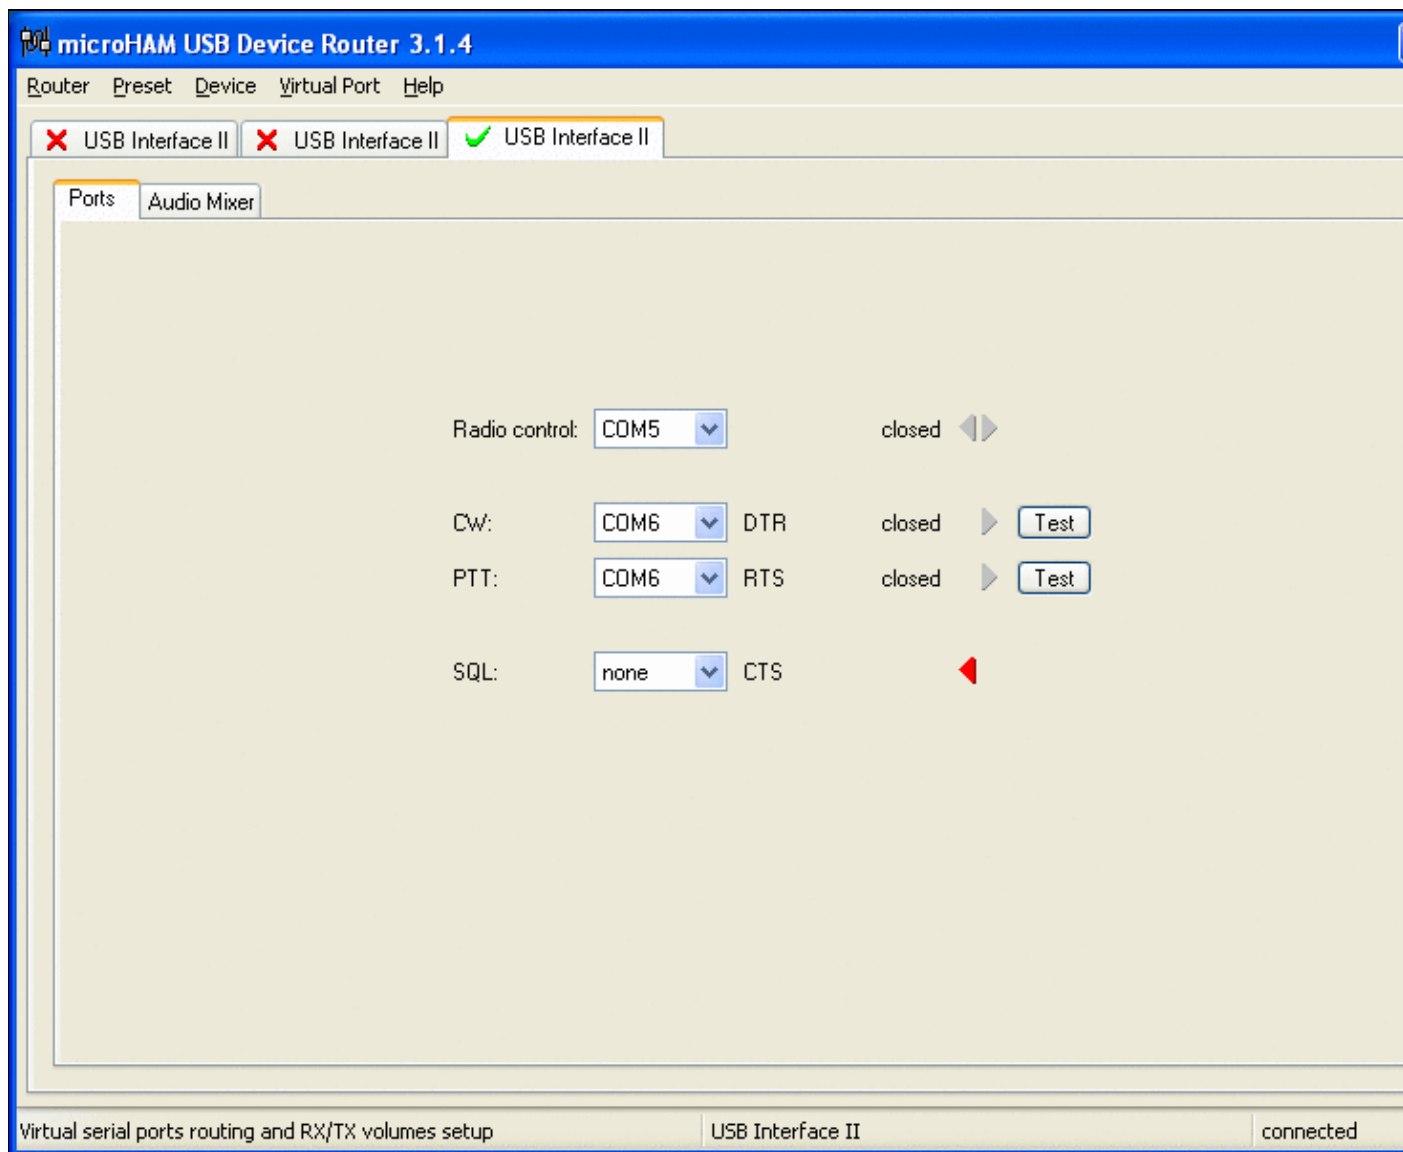 microHAM USB Device Router 3.1.4
Router Preset Device Virtual Port Help
USB Interface II USB Interface II USB Interface II
Ports Audio Mixer
Radio control: COM5 closed
CW: COM6 DTR closed Test
PTT: COM6 RTS closed Test
SQL: none CTS
Virtual serial ports routing and RX/TX volumes setup USB Interface II connected